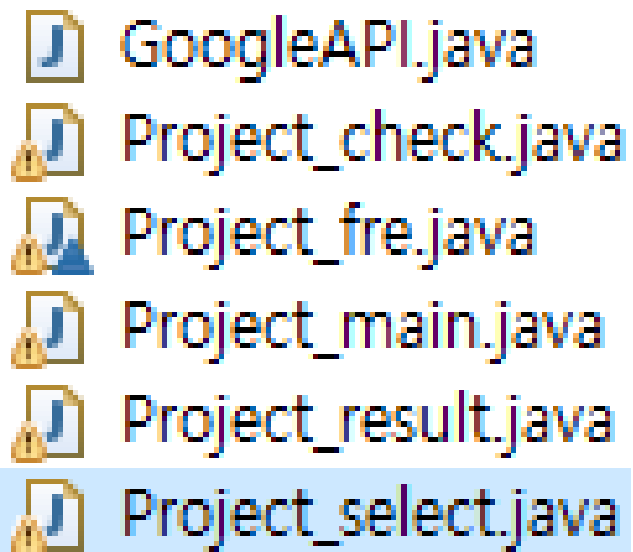 GoogleAPI.java
Project_check.java
Project_fre.java
Project_main.java
Project_result.java
Project_select.java